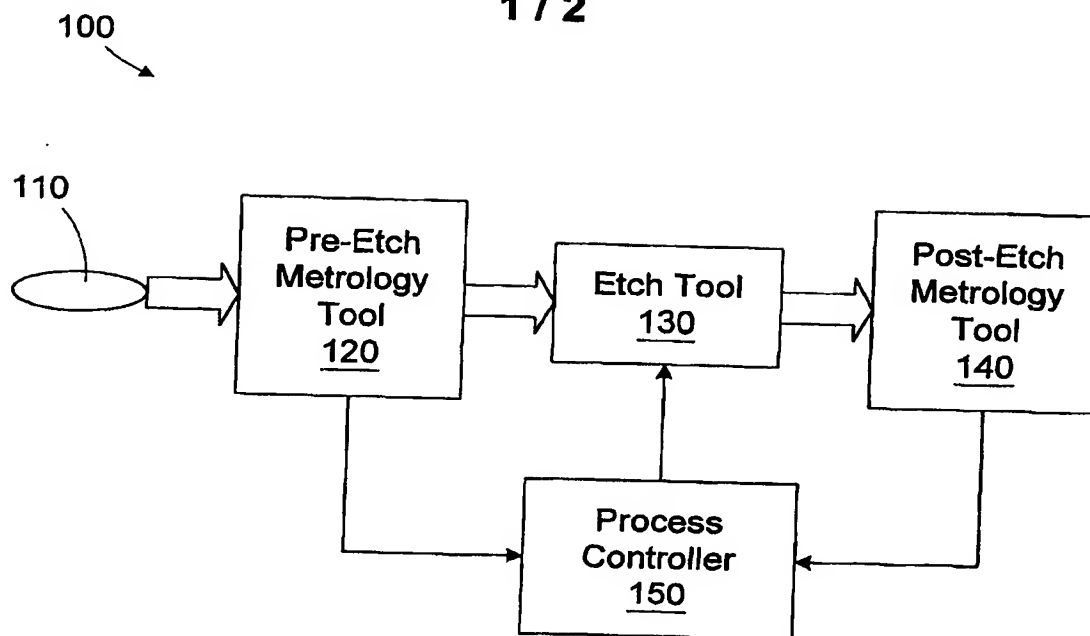 1 / 2
100
110
Pre-Etch
Metrology
Tool
120
Etch Tool
130
Post-Etch
Metrology
Tool
140
Process
Controller
150